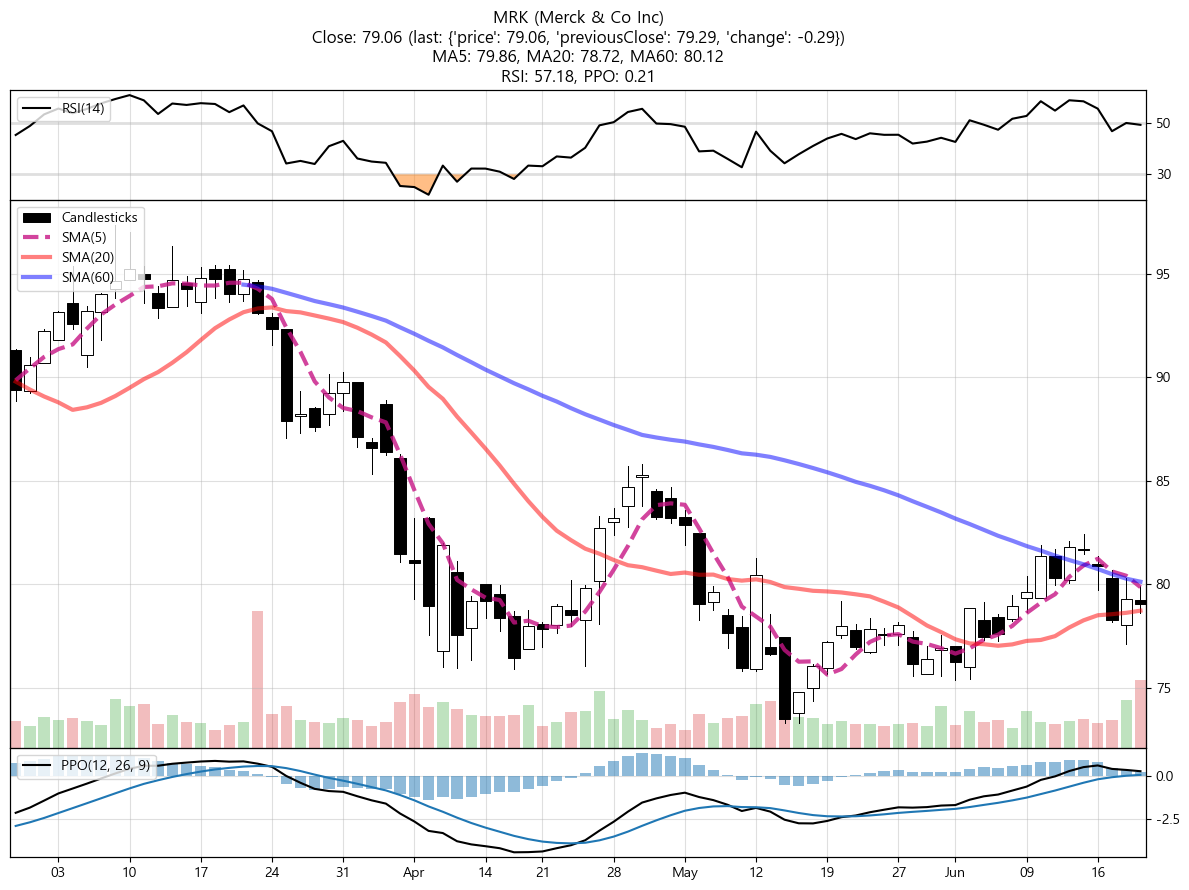 MRK (Merck & Co Inc)
Close: 79.06 (last: {'price': 79.06, 'previousClose': 79.29, 'change': -0.29})
MA5: 79.86, MA20: 78.72, MA60: 80.12
RSI: 57.18, PPO: 0.21
RSI(14)
50
30
Candlesticks
SMA(5)
SMA(20)
SMA(60)
95
90
85
80
75
PPO(12, 26, 9)
0.0
−2.5
03 10 17 24 31 Apr 14 21 28 May 12 19 27 Jun 09 16